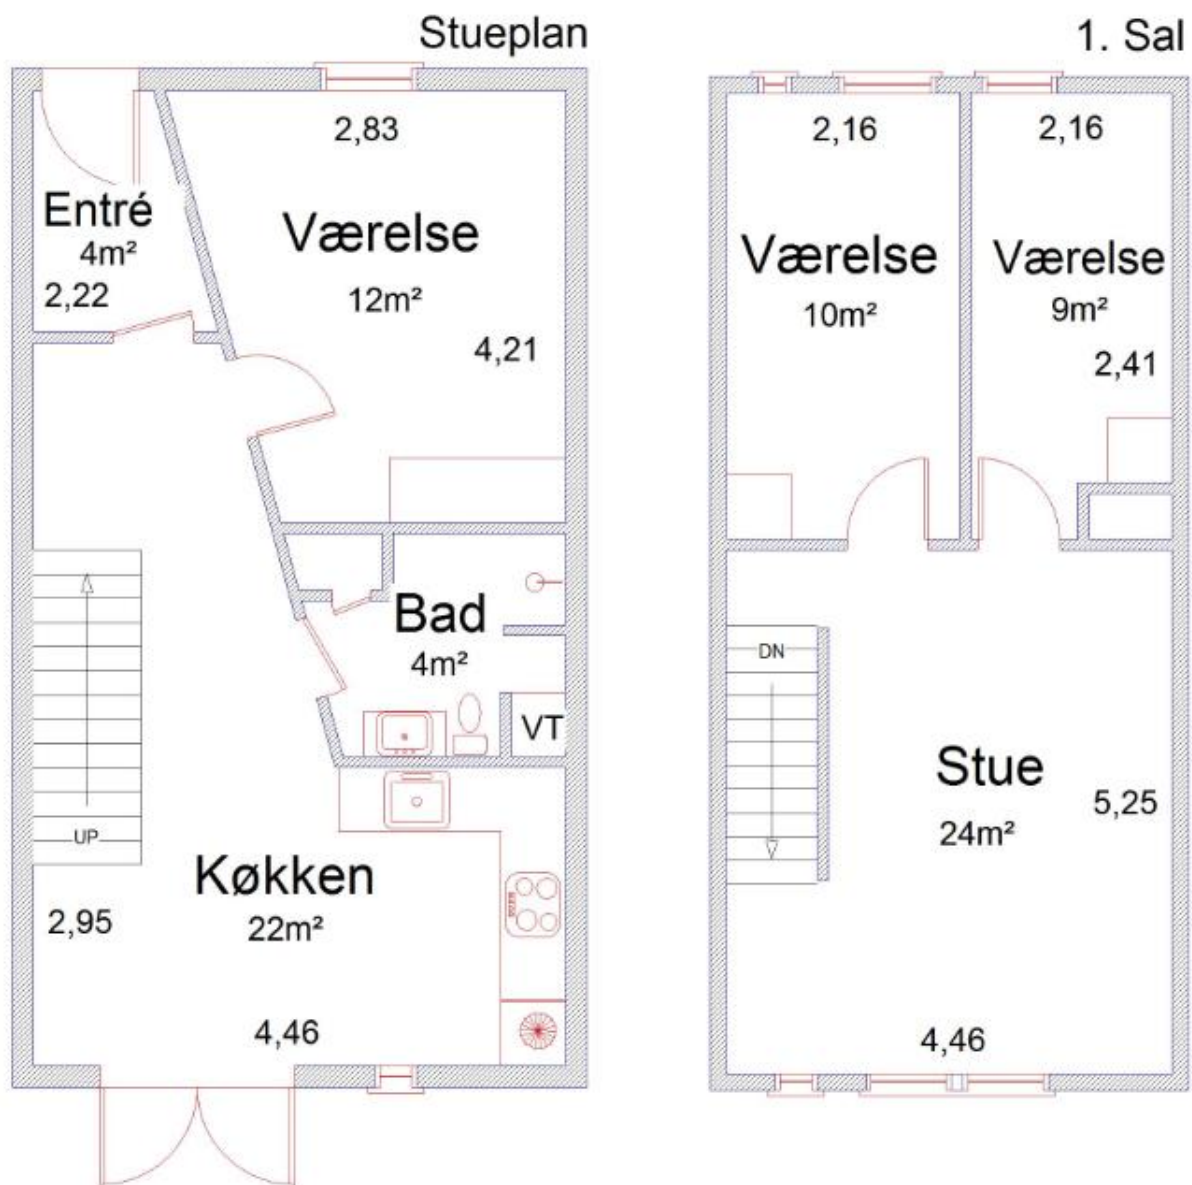 Stueplan
2,83
Entré
4m²
2,22
Værelse
12m²
4,21
Bad
4m²
VT
UP
Køkken
22m²
2,95
4,46
1. Sal
2,16
2,16
Værelse
10m²
Værelse
9m²
2,41
DN
Stue
24m²
5,25
4,46